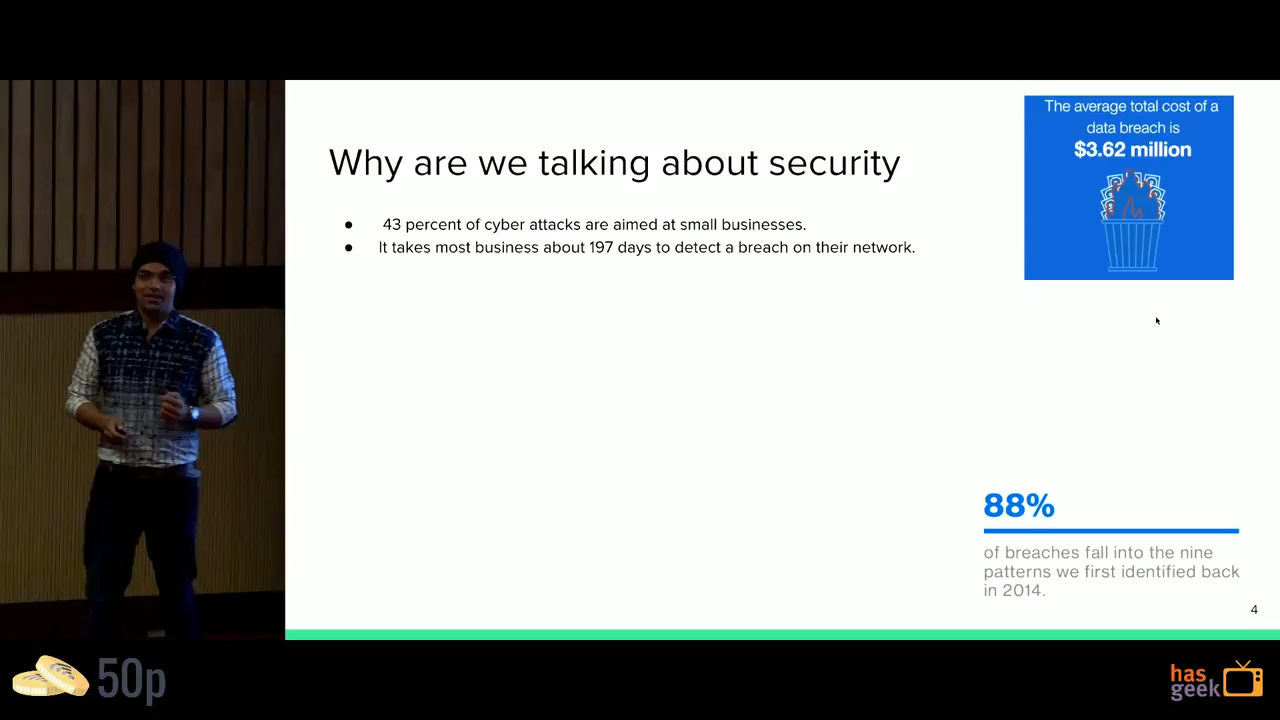 The average total cost of a
data breach is
$3.62 million
Why are we talking about security
● 43 percent of cyber attacks are aimed at small businesses.
● It takes most business about 197 days to detect a breach on their network.
88%
of breaches fall into the nine
patterns we first identified back
in 2014.
4
50p
has
geek